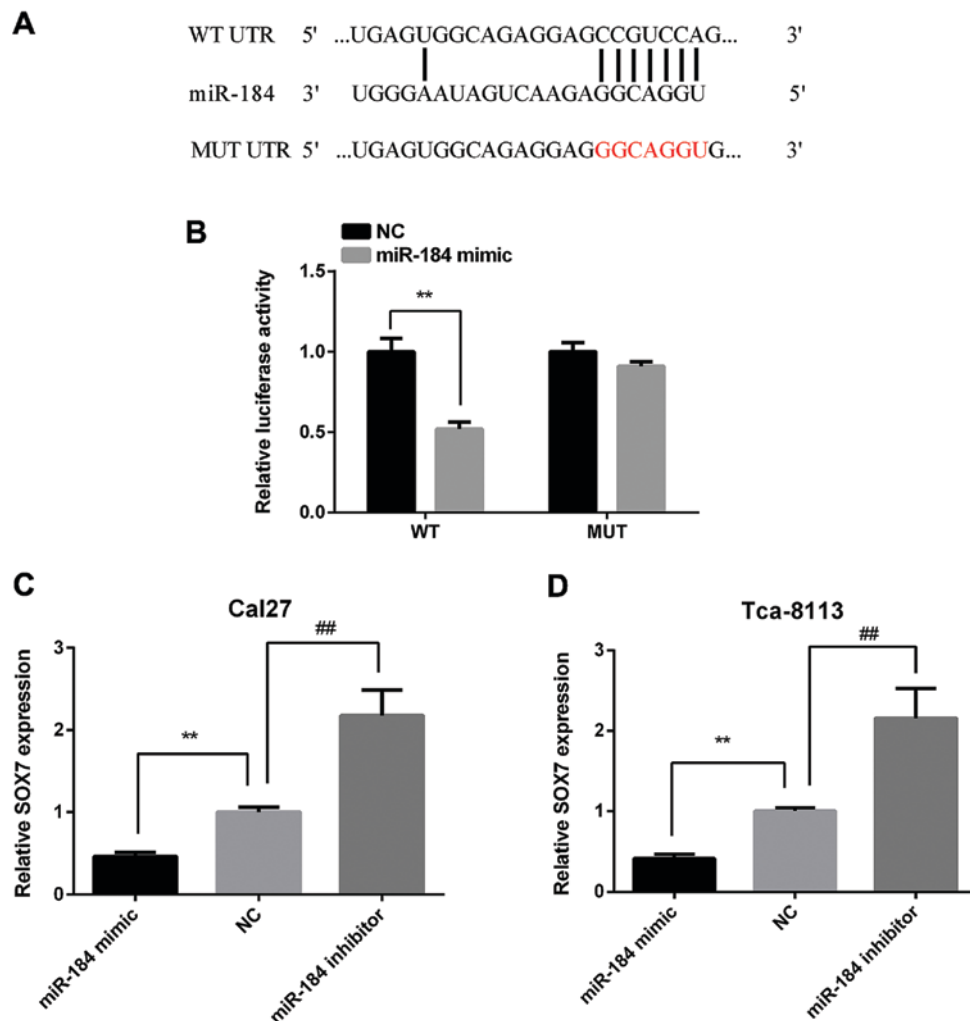 A
WT UTR 5' ...UGAGUGGCAGAGGAGCCGUCCAG... 3'
miR-184 3' UGGGAAUAGUCAAGAGGCAGGU 5'
MUT UTR 5' ...UGAGUGGCAGAGGAGGGCAGGUG... 3'
B
NC
miR-184 mimic
Relative luciferase activity
1.5
1.0
0.5
0.0
**
WT MUT
C
Cal27
Relative SOX7 expression
3
2
1
0
**
##
miR-184 mimic
NC
miR-184 inhibitor
D
Tca-8113
Relative SOX7 expression
3
2
1
0
**
##
miR-184 mimic
NC
miR-184 inhibitor